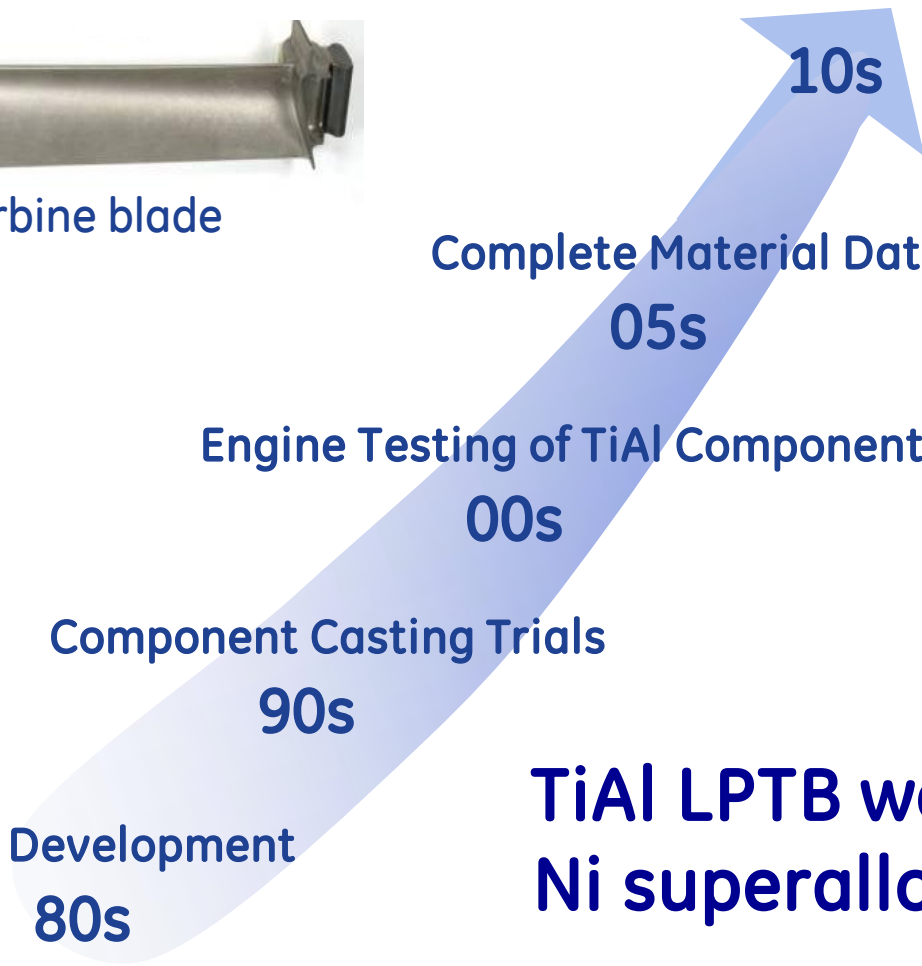 10s
rbine blade
Complete Material Dat
05s
Engine Testing of TiAl Component
00s
Component Casting Trials
90s
TiAl LPTB w
Development
Ni superallo
80s